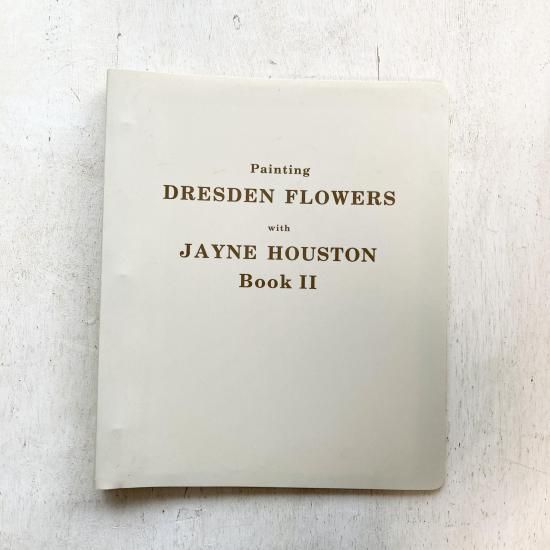 Painting
DRESDEN FLOWERS
with
JAYNE HOUSTON
Book II